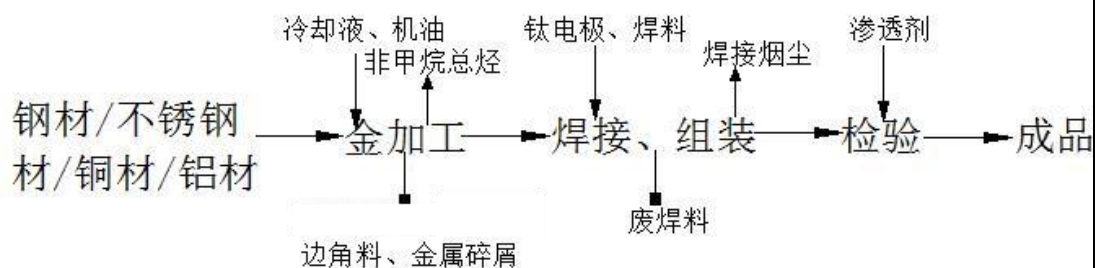 冷却液、机油
钛电极、焊料
渗透剂
非甲烷总烃
焊接烟尘
钢材/不锈钢
材/铜材/铝材
金加工
焊接、组装
检验
成品
废焊料
边角料、金属碎屑